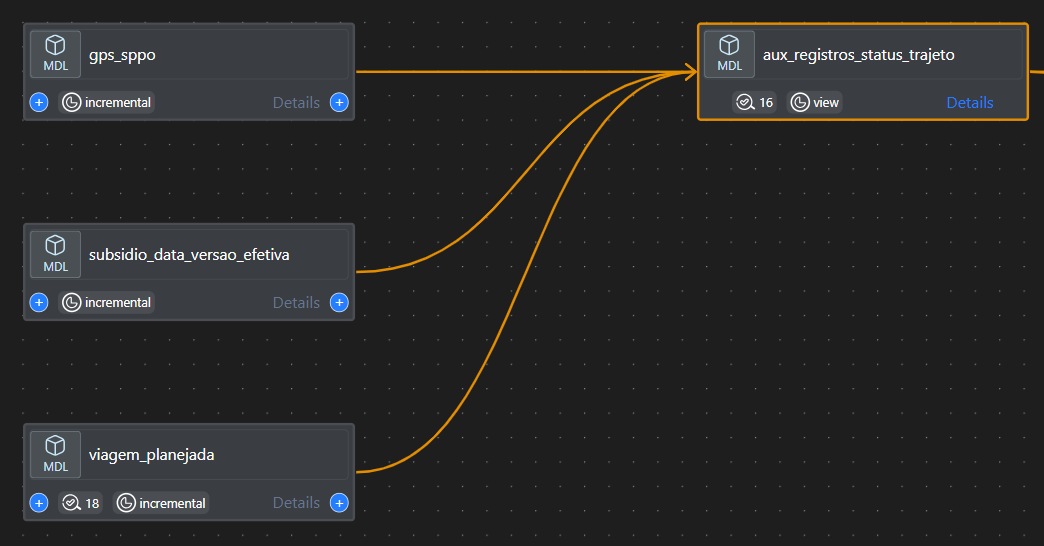 MDL
gps_sppo
incremental
Details
MDL
aux_registros_status_trajeto
16
view
Details
MDL
subsidio_data_versao_efetiva
incremental
Details
MDL
viagem_planejada
18
incremental
Details